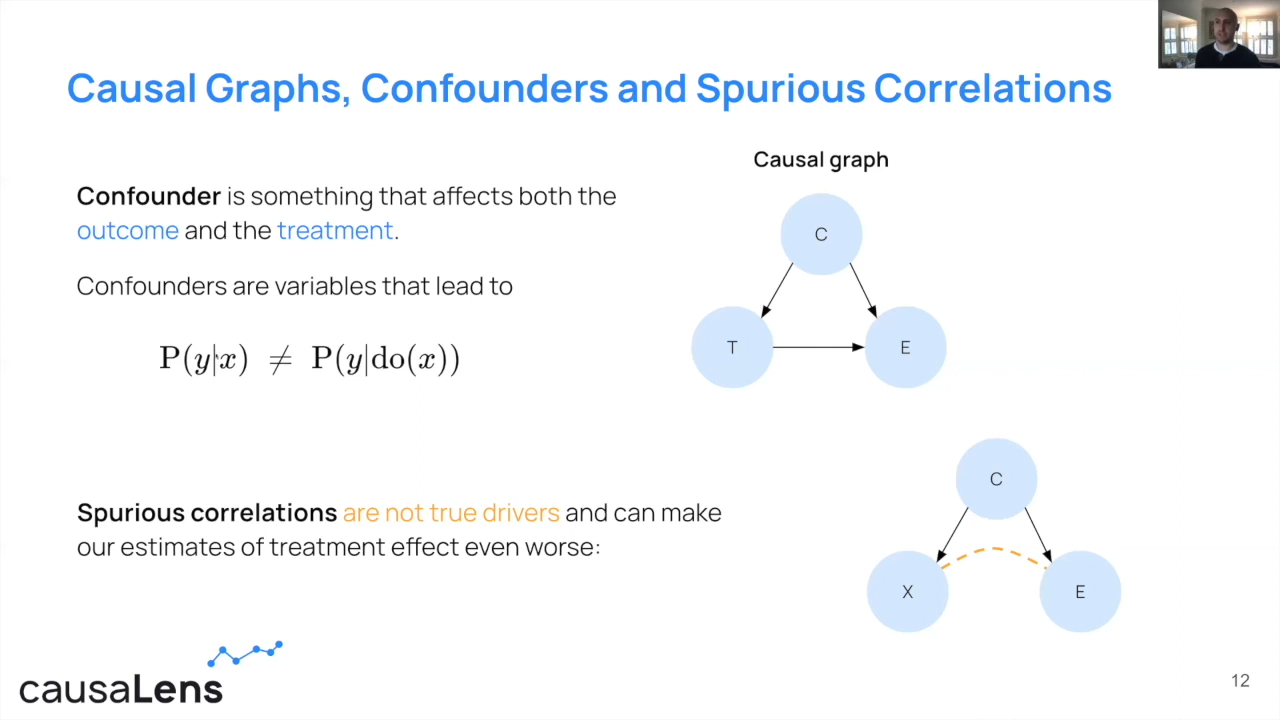 Causal Graphs, Confounders and Spurious Correlations
Confounder is something that affects both the
outcome and the treatment.
Confounders are variables that lead to
P(y|x) ≠ P(y|do(x))
Causal graph
C
T
E
Spurious correlations are not true drivers and can make
our estimates of treatment effect even worse:
C
X
E
causaLens
12